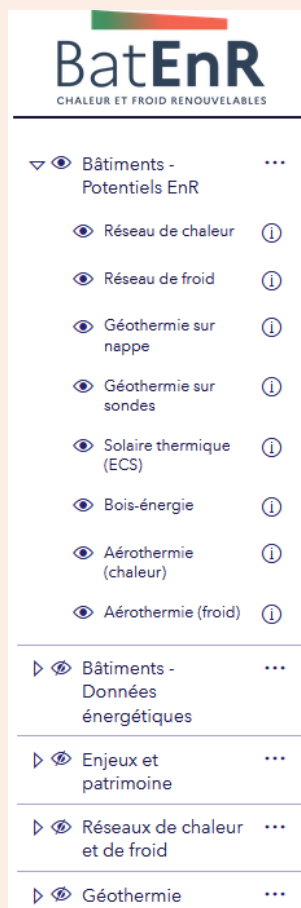 BatEnR
CHALEUR ET FROID RENOUVELABLES
Bâtiments -
Potentiels EnR
Réseau de chaleur
Réseau de froid
Géothermie sur
nappe
Géothermie sur
sondes
Solaire thermique
(ECS)
Bois-énergie
Aérothermie
(chaleur)
Aérothermie (froid)
Bâtiments -
Données
énergétiques
Enjeux et
patrimoine
Réseaux de chaleur
et de froid
Géothermie